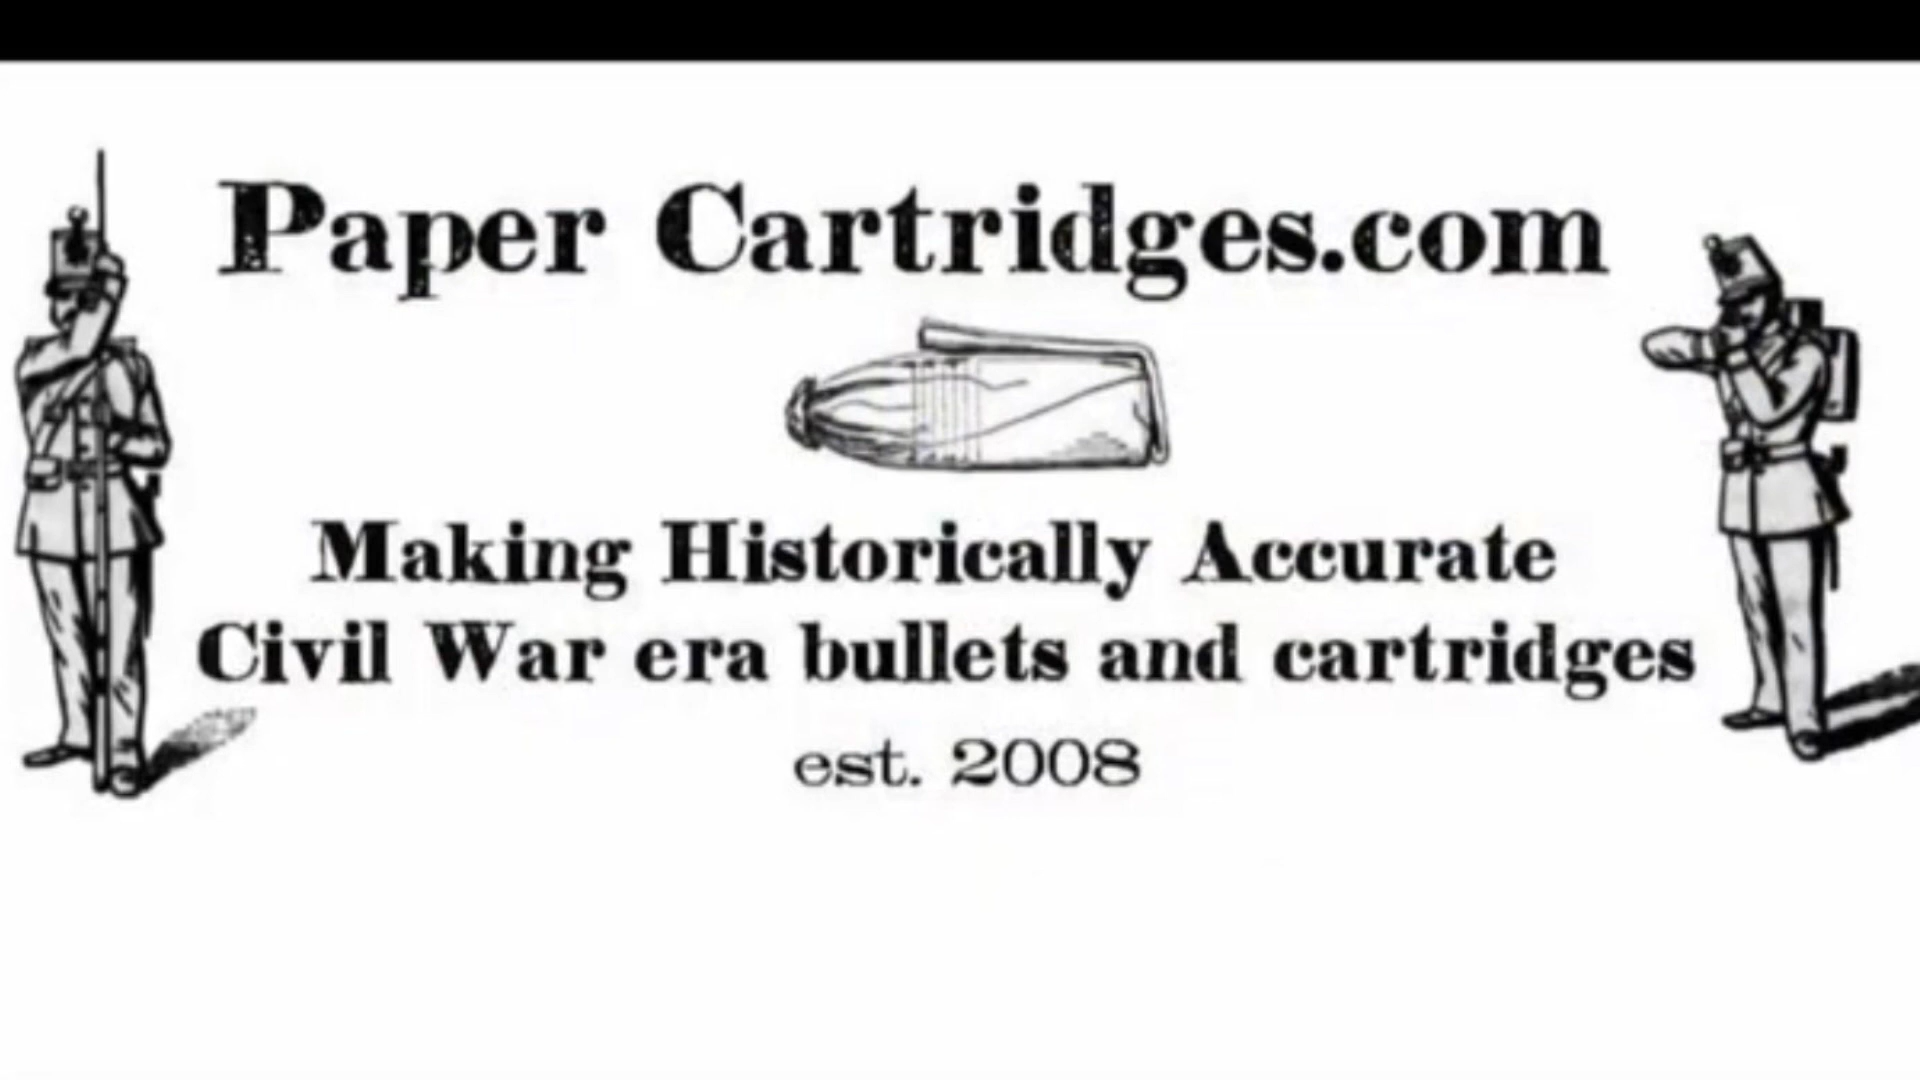 Paper Cartridges.com
Making Historically Accurate
Civil War era bullets and cartridges
est. 2008